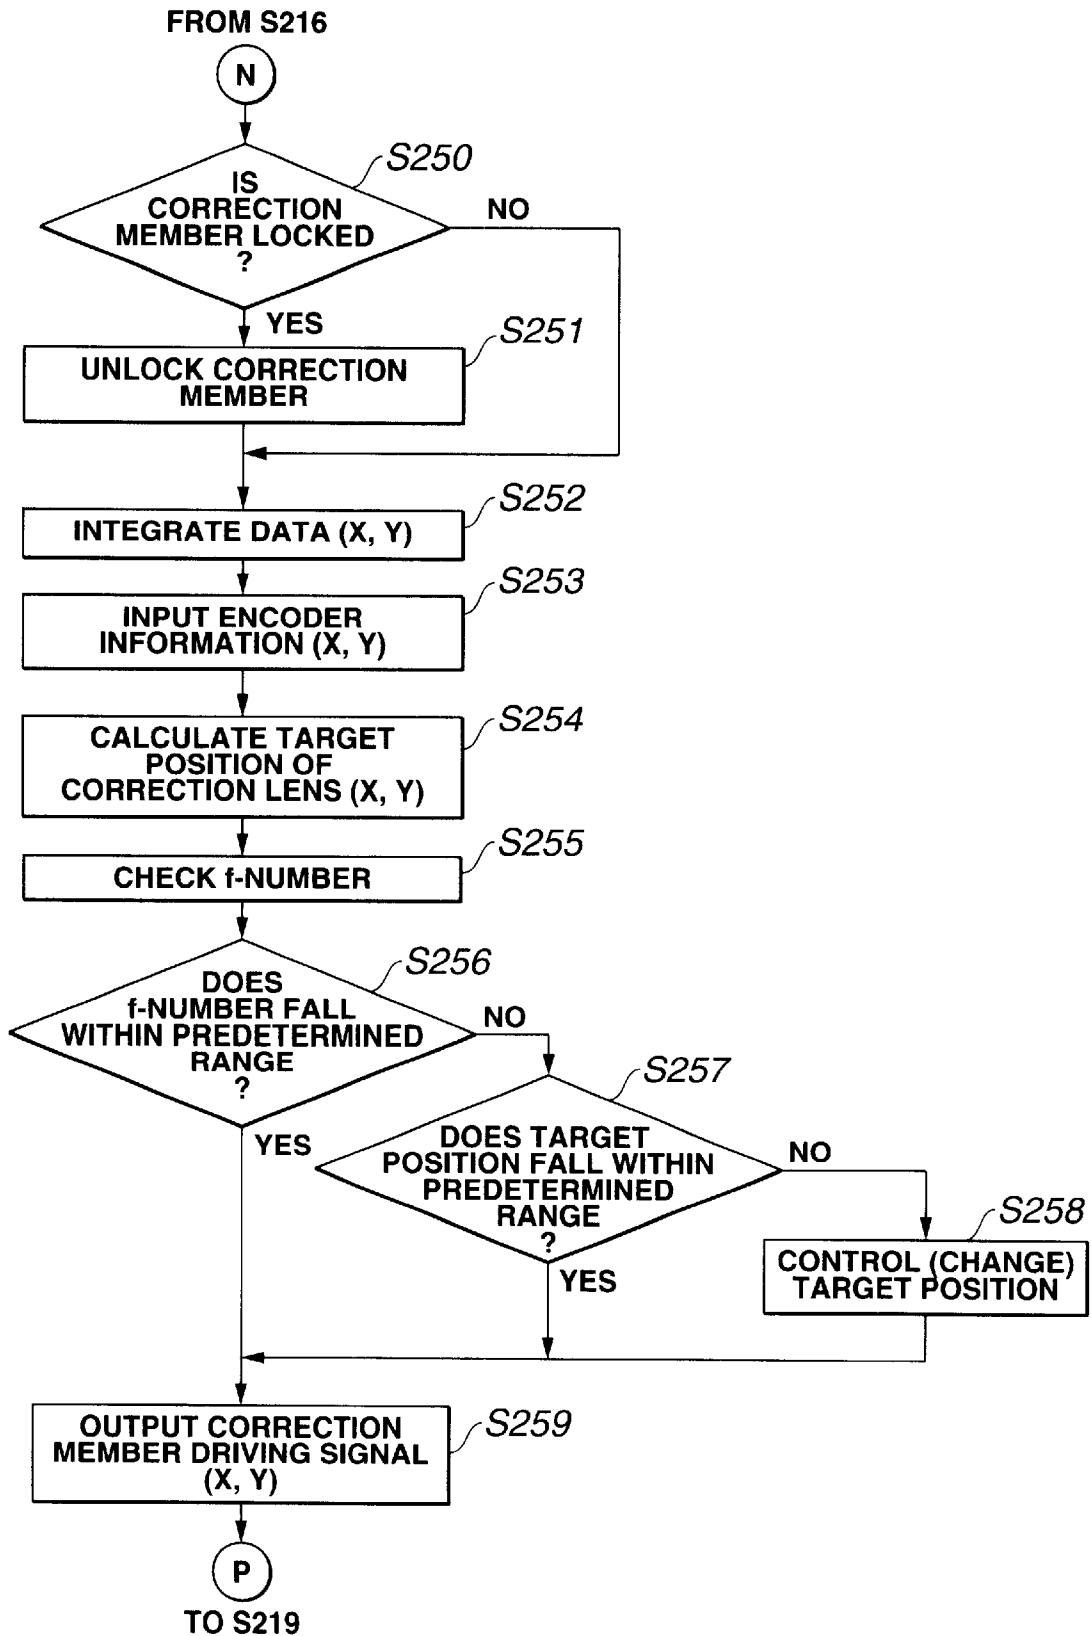 FROM S216
N
S250
IS
CORRECTION
MEMBER LOCKED
?
NO
YES
S251
UNLOCK CORRECTION
MEMBER
S252
INTEGRATE DATA (X, Y)
S253
INPUT ENCODER
INFORMATION (X, Y)
S254
CALCULATE TARGET
POSITION OF
CORRECTION LENS (X, Y)
S255
CHECK f-NUMBER
S256
DOES
f-NUMBER FALL
WITHIN PREDETERMINED
RANGE
?
NO
YES
S257
DOES TARGET
POSITION FALL WITHIN
PREDETERMINED
RANGE
?
NO
YES
S258
CONTROL (CHANGE)
TARGET POSITION
S259
OUTPUT CORRECTION
MEMBER DRIVING SIGNAL
(X, Y)
P
TO S219